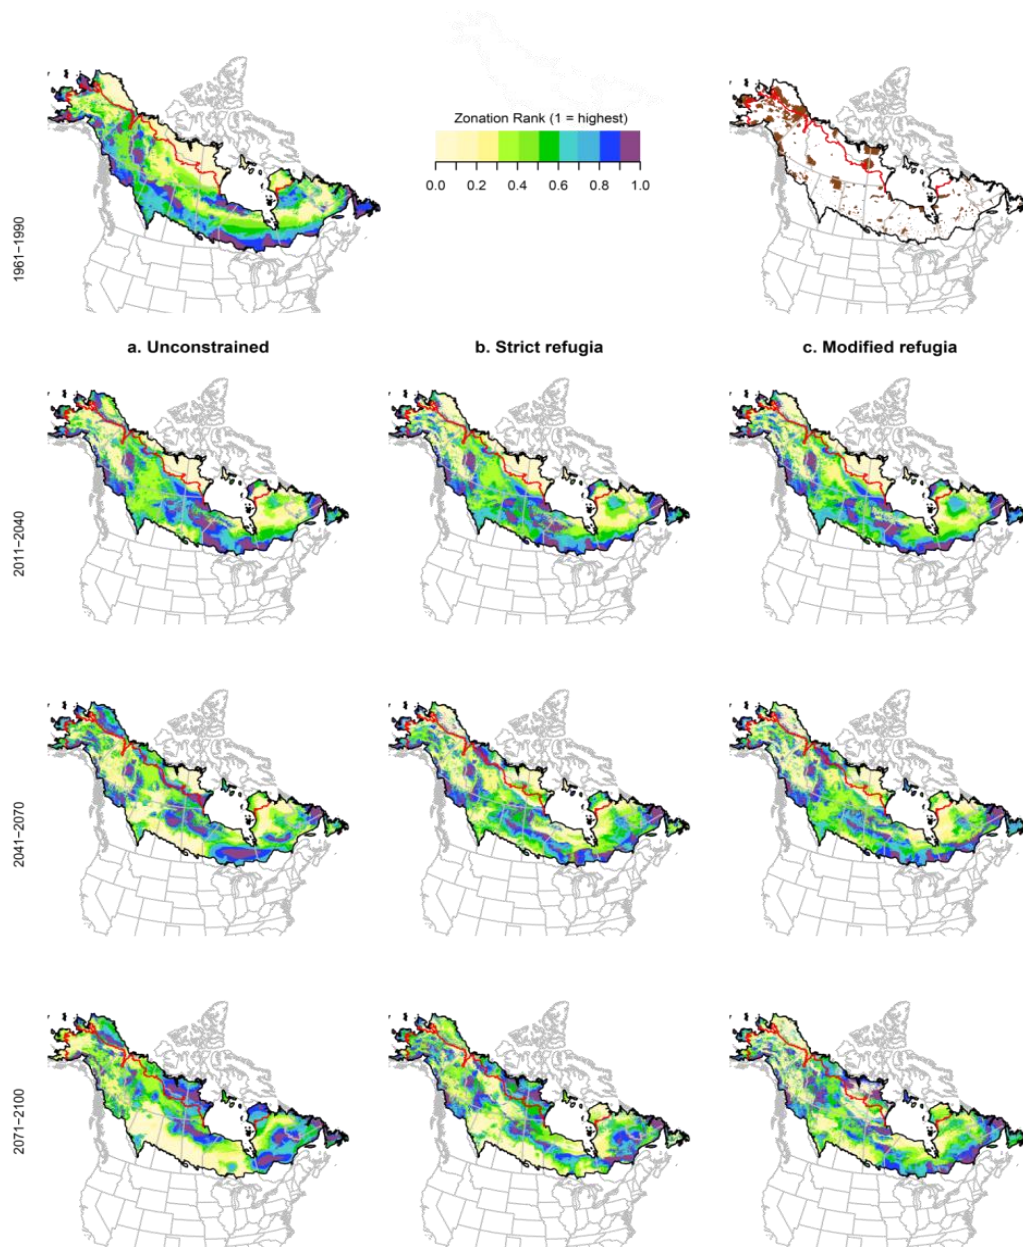 Zonation Rank (1 = highest)
0.0 0.2 0.4 0.6 0.8 1.0
1961−1990
a. Unconstrained
b. Strict refugia
c. Modified refugia
2011−2040
2041−2070
2071−2100